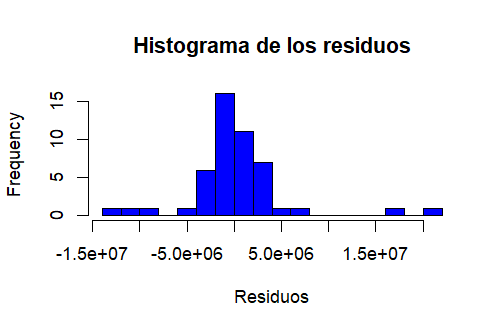 Histograma de los residuos
Frequency
15
10
5
0
-1.5e+07 -5.0e+06 5.0e+06 1.5e+07
Residuos